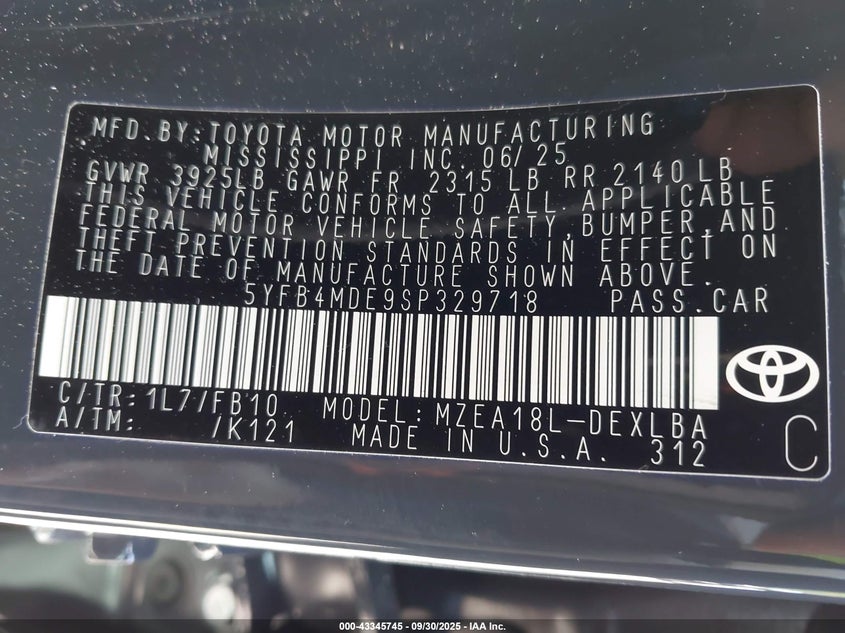 MFD.BY:TOYOTA MOTOR MANUFACTURING
MISSISSIPPI INC. 06/25
GVWR 3925LB GAWR FR 2315 LB RR 2140 LB
THIS VEHICLE CONFORMS TO ALL APPLICABLE
FEDERAL MOTOR VEHICLE SAFETY,BUMPER,AND
THEFT PREVENTION STANDARDS IN EFFECT ON
THE DATE OF MANUFACTURE SHOWN ABOVE.
5YFB4MDE9SP329718 PASS.CAR
C/TR:1L7/FB10 MODEL:MZEA18L-DEXLBA
A/TM: /K121 MADE IN U.S.A. 312
C
000-43345745 - 09/30/2025 - IAA Inc.